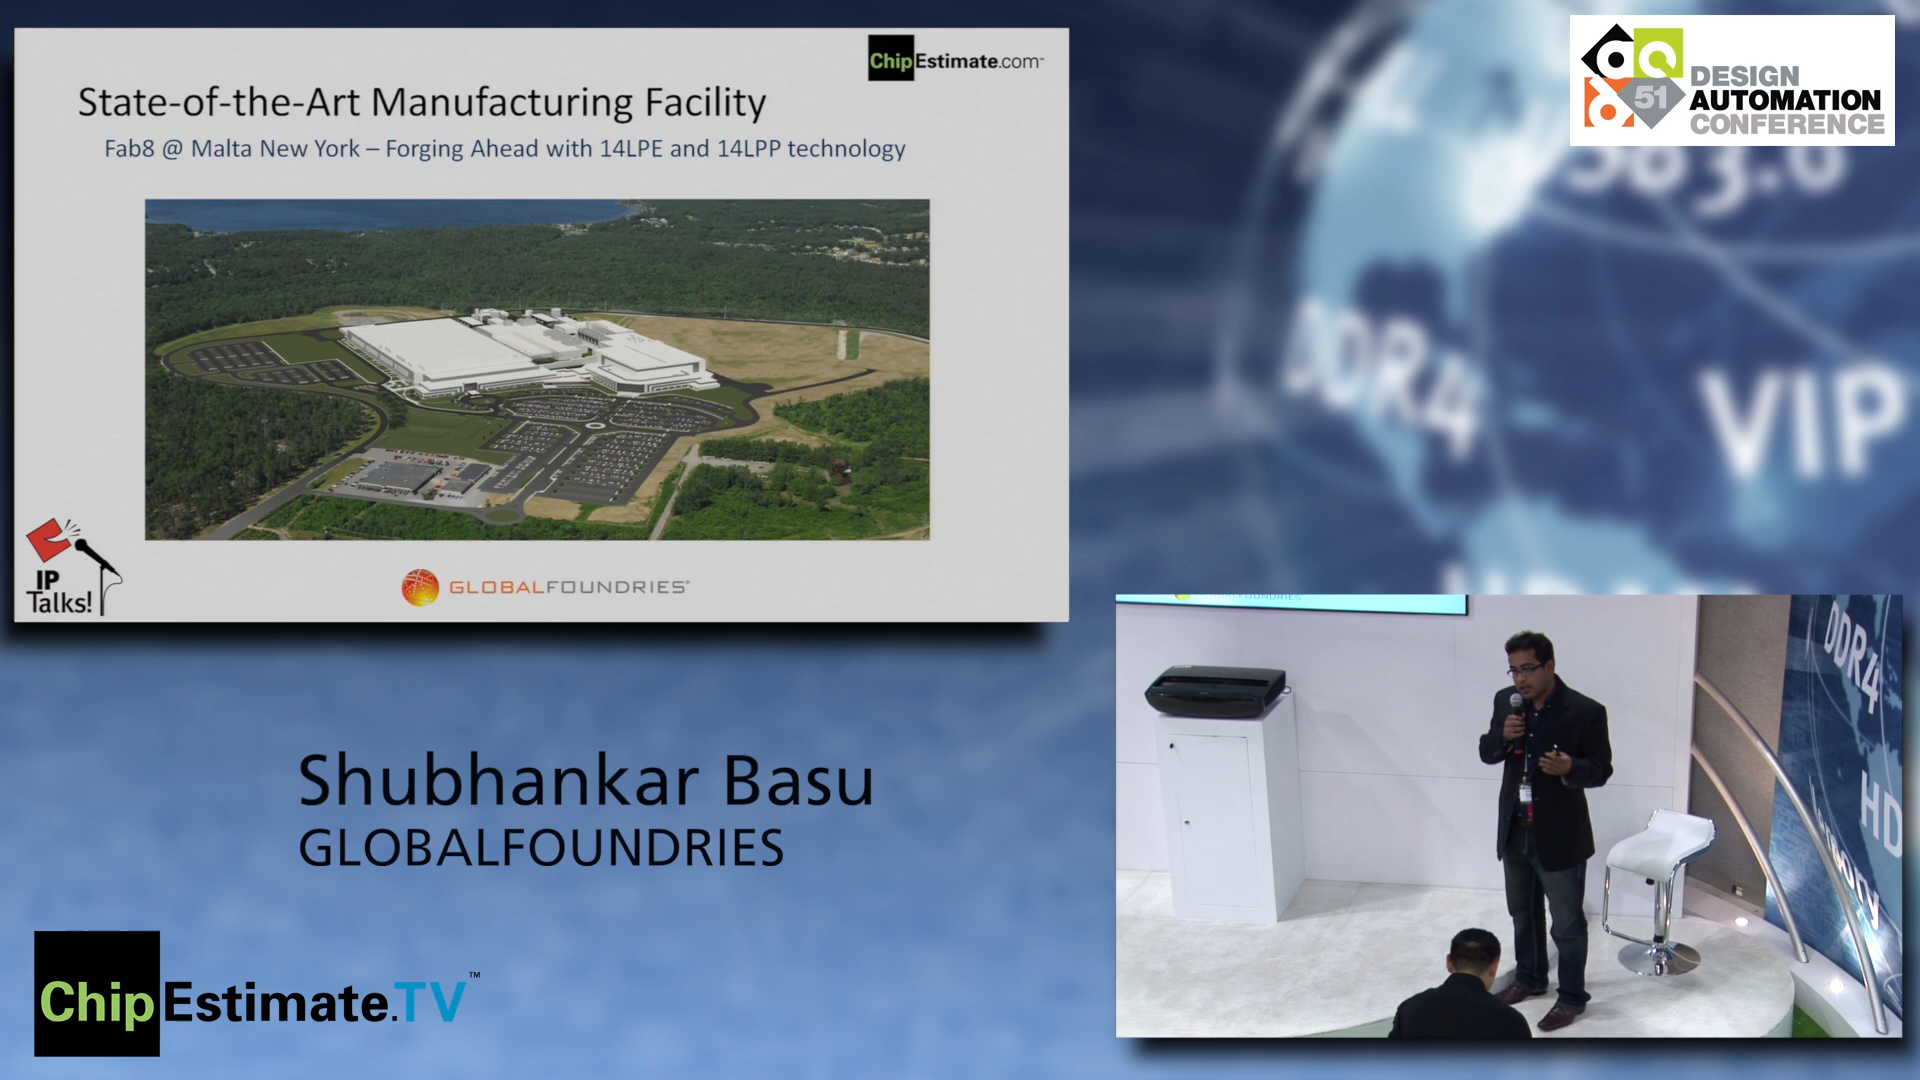 ChipEstimate.com
State-of-the-Art Manufacturing Facility
Fab8 @ Malta New York – Forging Ahead with 14LPE and 14LPP technology
IP
Talks!
GLOBALFOUNDRIES®
51
DESIGN
AUTOMATION
CONFERENCE
DDR4
VIP
Shubhankar Basu
GLOBALFOUNDRIES
ChipEstimate.TV™
DDR4
HD